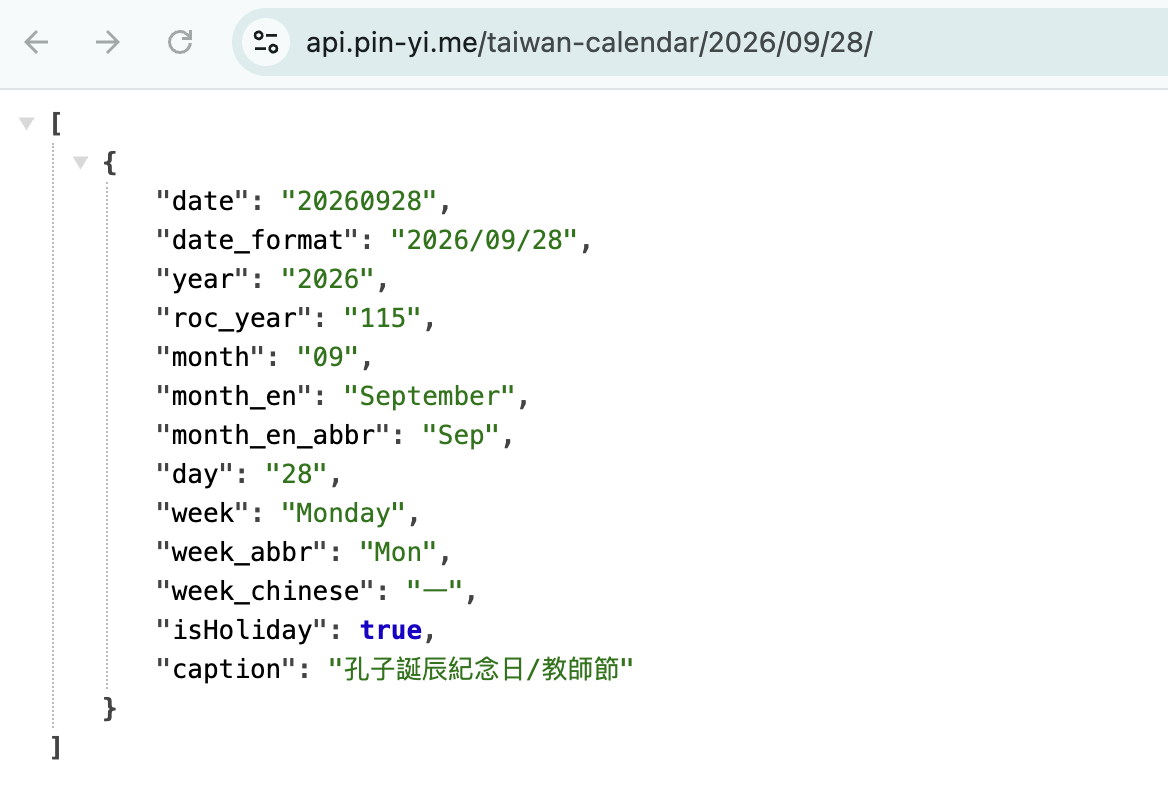 api.pin-yi.me/taiwan-calendar/2026/09/28/
[
{
"date": "20260928",
"date_format": "2026/09/28",
"year": "2026",
"roc_year": "115",
"month": "09",
"month_en": "September",
"month_en_abbr": "Sep",
"day": "28",
"week": "Monday",
"week_abbr": "Mon",
"week_chinese": "一",
"isHoliday": true,
"caption": "孔子誕辰紀念日/教師節"
}
]